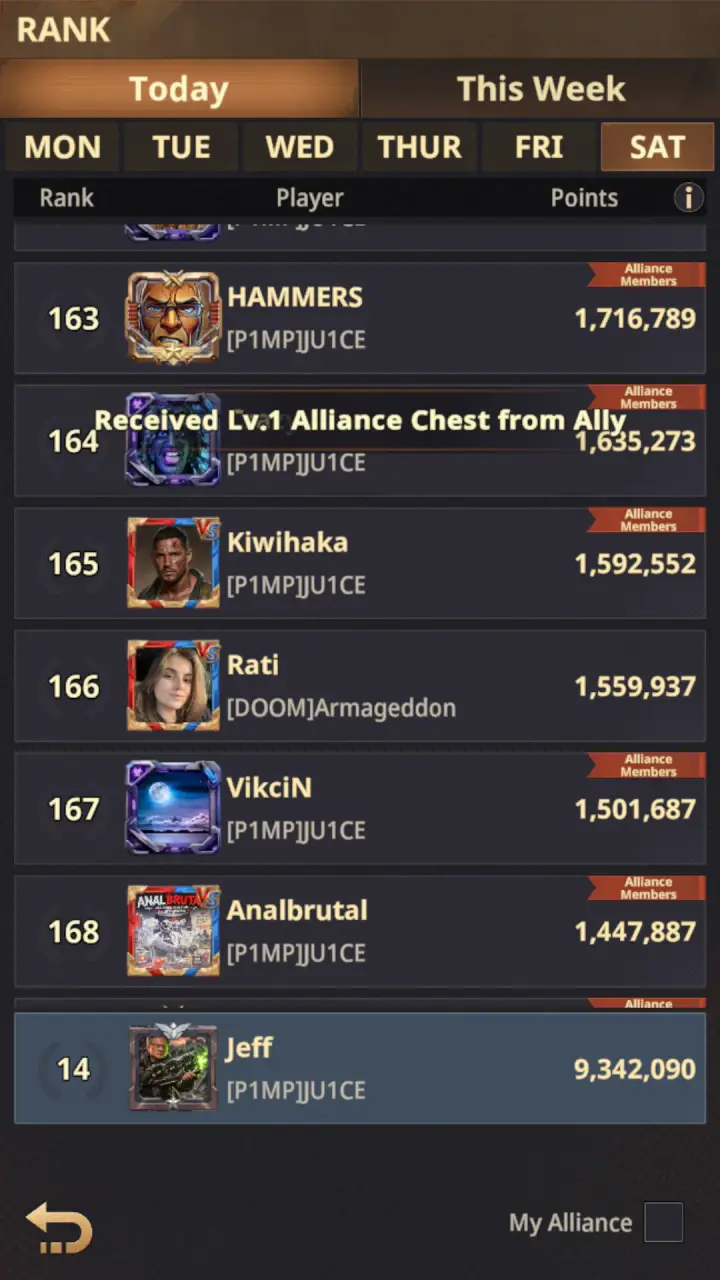 RANK
Today
This Week
MON
TUE
WED
THUR
FRI
SAT
Rank
Player
Points
i
163
HAMMERS
[P1MP]JU1CE
Alliance
Members
1,716,789
164
Received Lv.1 Alliance Chest from Ally
[P1MP]JU1CE
Alliance
Members
1,635,273
165
VS
Kiwihaka
[P1MP]JU1CE
Alliance
Members
1,592,552
166
VS
Rati
[DOOM]Armageddon
1,559,937
167
VikciN
[P1MP]JU1CE
Alliance
Members
1,501,687
168
VS
Analbrutal
[P1MP]JU1CE
Alliance
Members
1,447,887
Alliance
14
Jeff
[P1MP]JU1CE
9,342,090
My Alliance